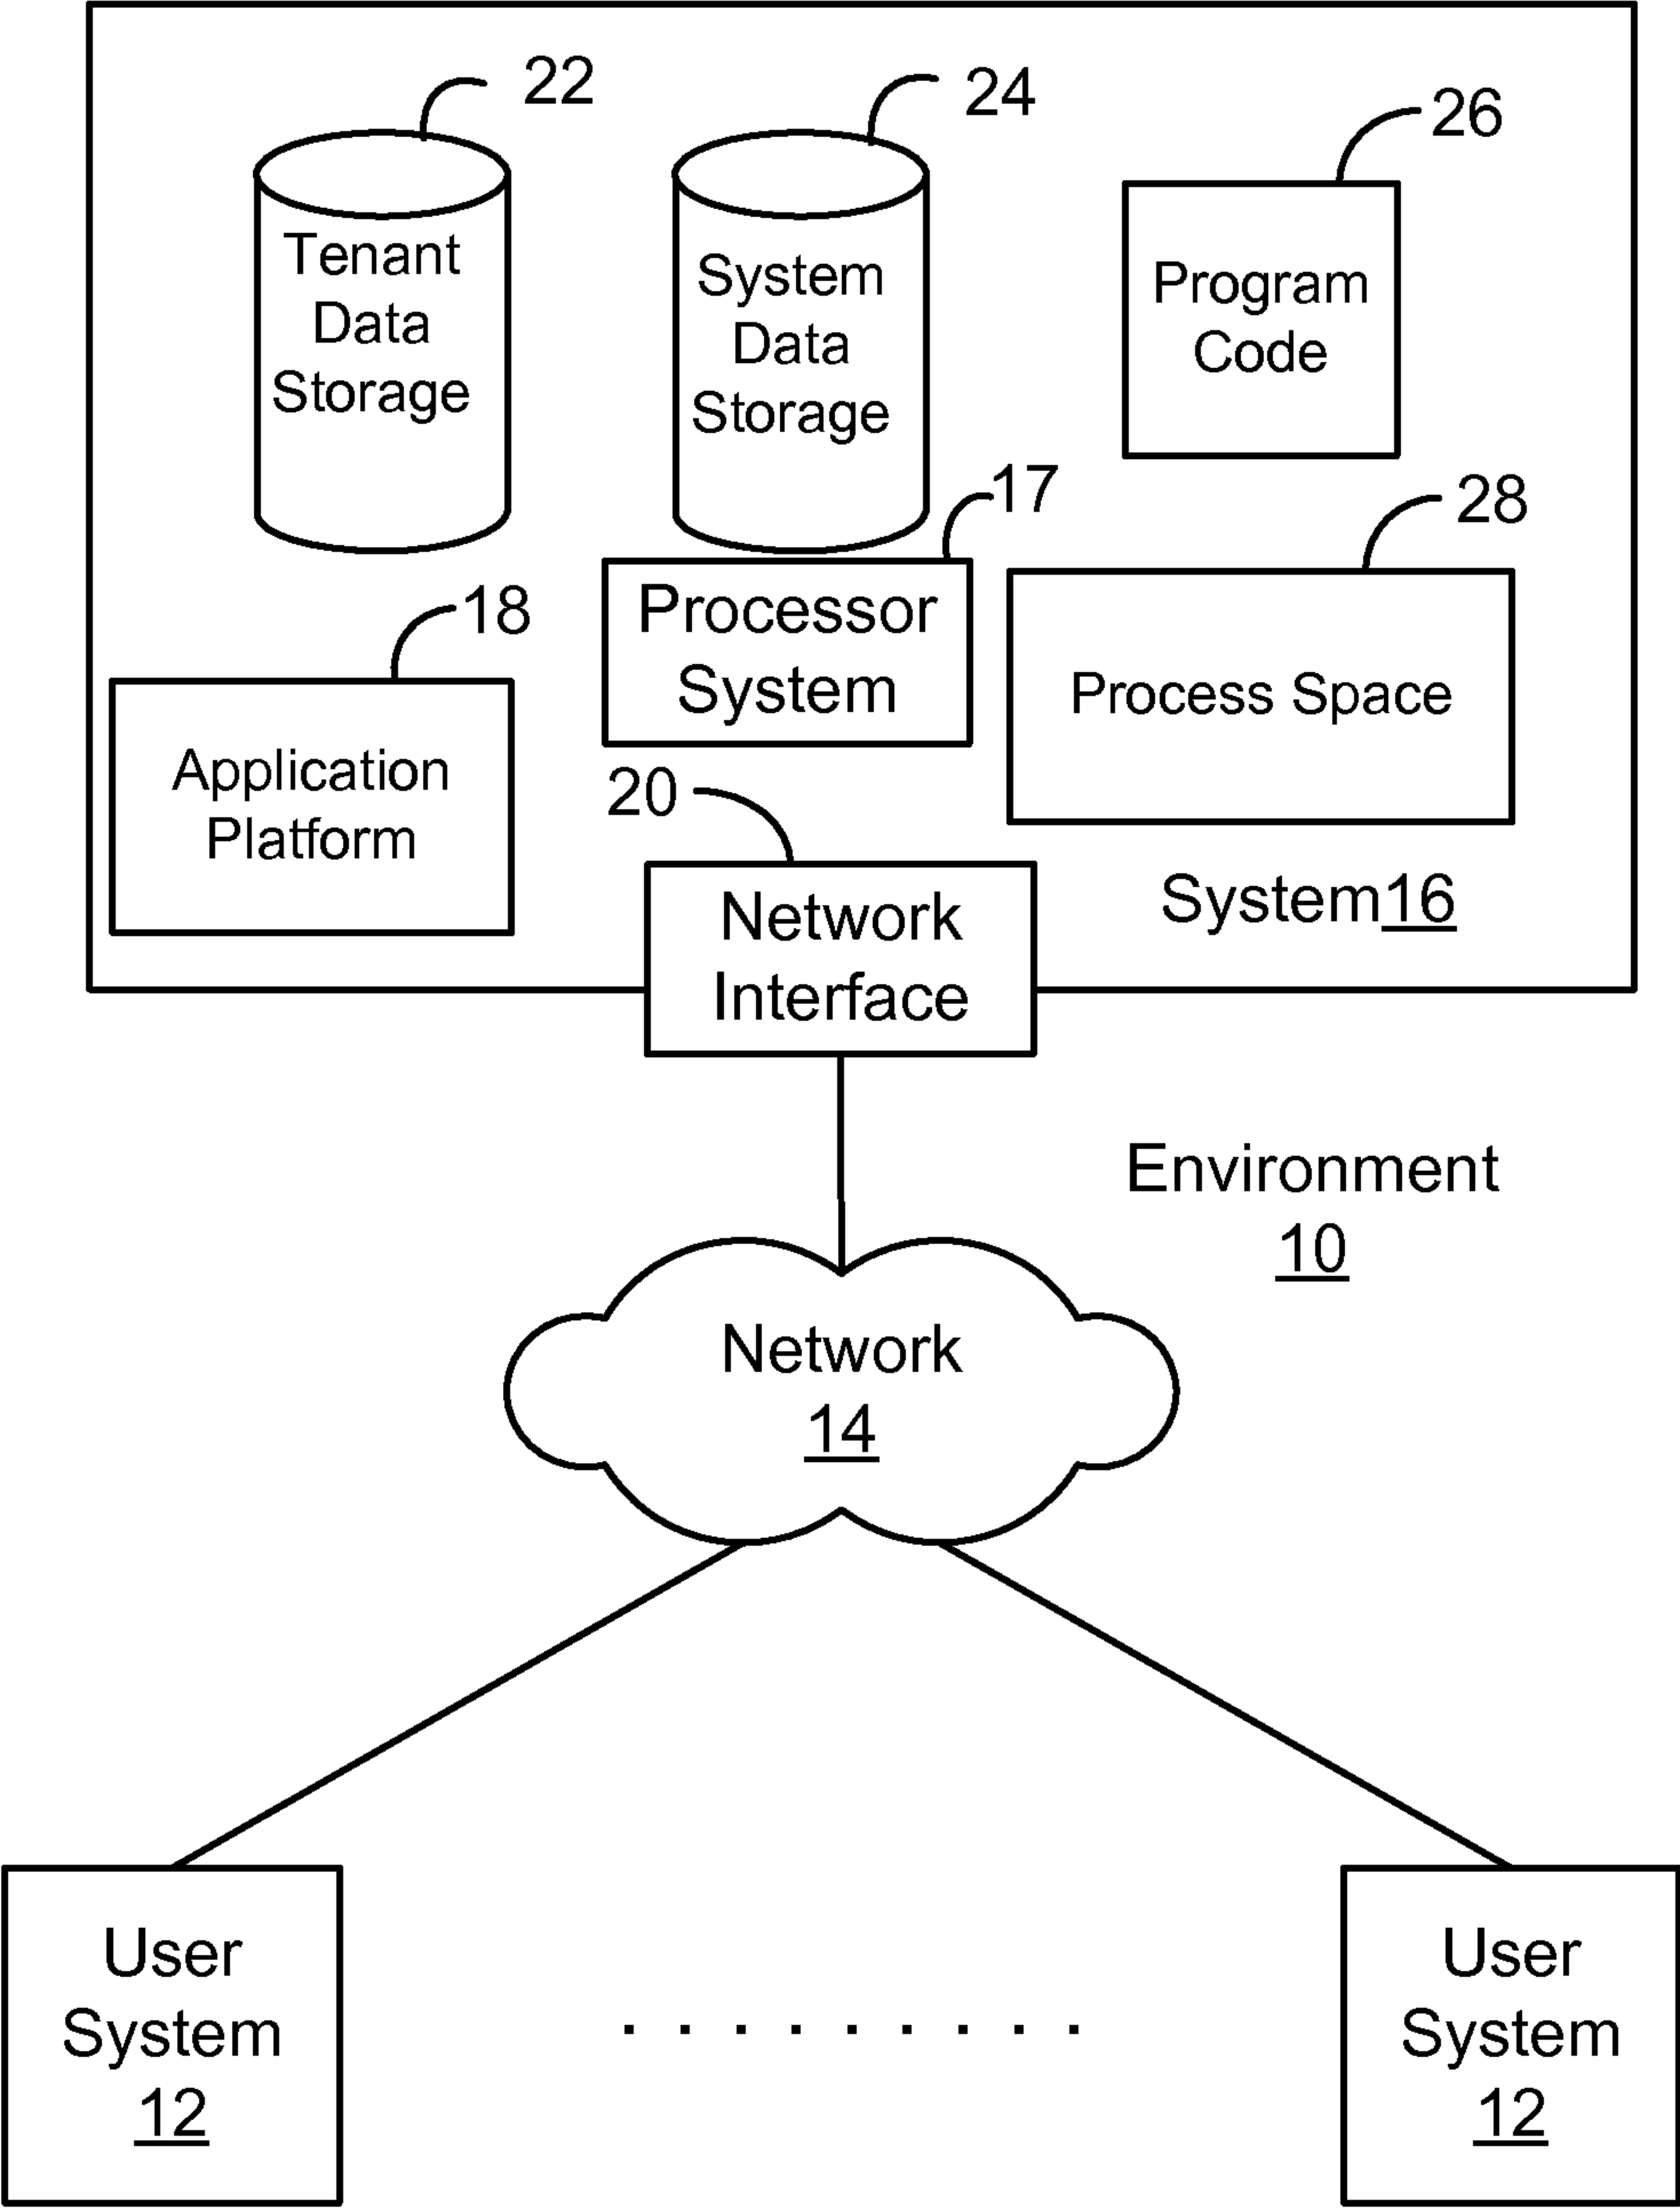 22
24
26
Tenant
Data
Storage
System
Data
Storage
Program
Code
17
28
18
Processor
System
Process Space
Application
Platform
20
System16
Network
Interface
Environment
10
Network
14
User
System
12
. . . . . . . . .
User
System
12